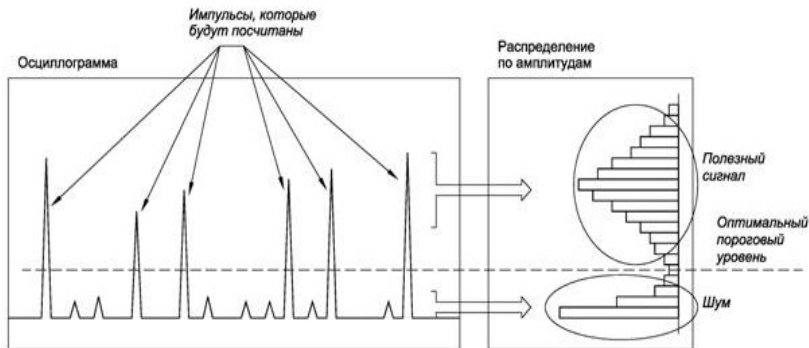 Импульсы, которые
будут посчитаны
Осциллограмма
Распределение
по амплитудам
Полезный
сигнал
Оптимальный
пороговый
уровень
Шум